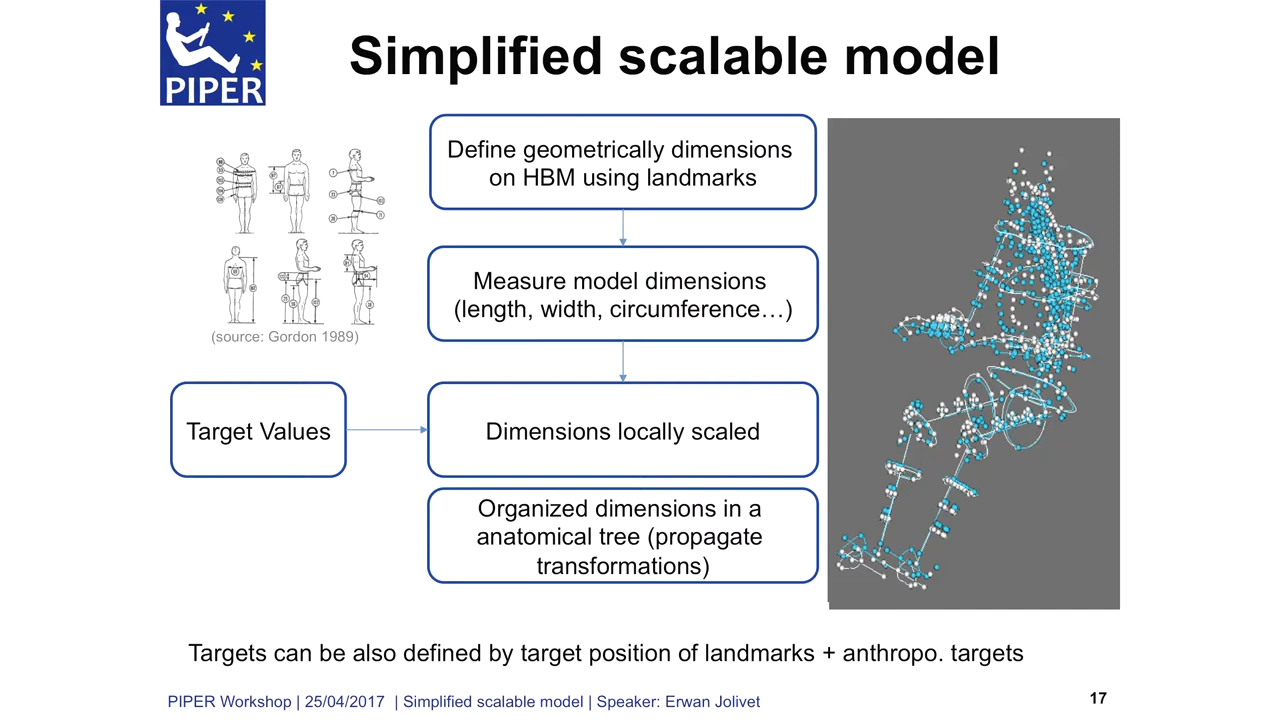 PIPER
Simplified scalable model
Define geometrically dimensions
on HBM using landmarks
Measure model dimensions
(length, width, circumference…)
(source: Gordon 1989)
Target Values
Dimensions locally scaled
Organized dimensions in a
anatomical tree (propagate
transformations)
Targets can be also defined by target position of landmarks + anthropo. targets
PIPER Workshop | 25/04/2017 | Simplified scalable model | Speaker: Erwan Jolivet
17